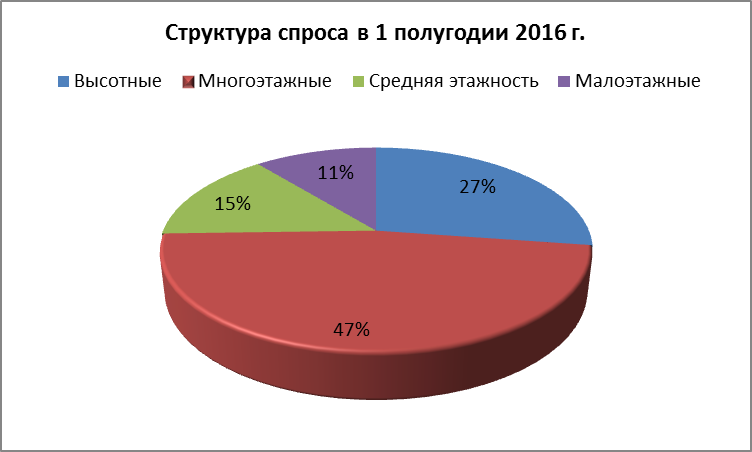 Структура спроса в 1 полугодии 2016 г.
Высотные Многоэтажные Средняя этажность Малоэтажные
11%
27%
15%
47%